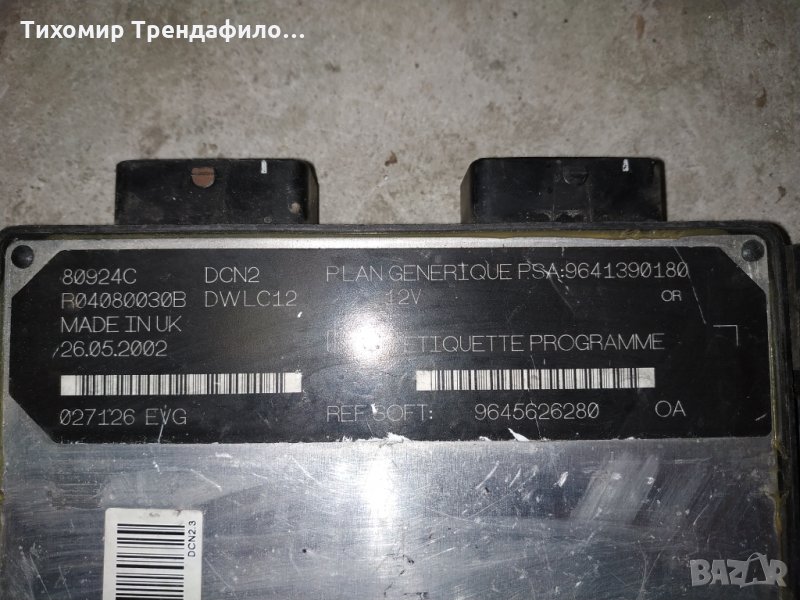 Тихомир Трендафило...
80924C DCN2 PLAN GENERIQUE PSA:9641390180
R04080030B DWLC12 12V OR
MADE IN UK
26.05.2002 ETIQUETTE PROGRAMME
027126 EVG REF SOFT: 9645626280 OA
DCN2.3
BAZAR